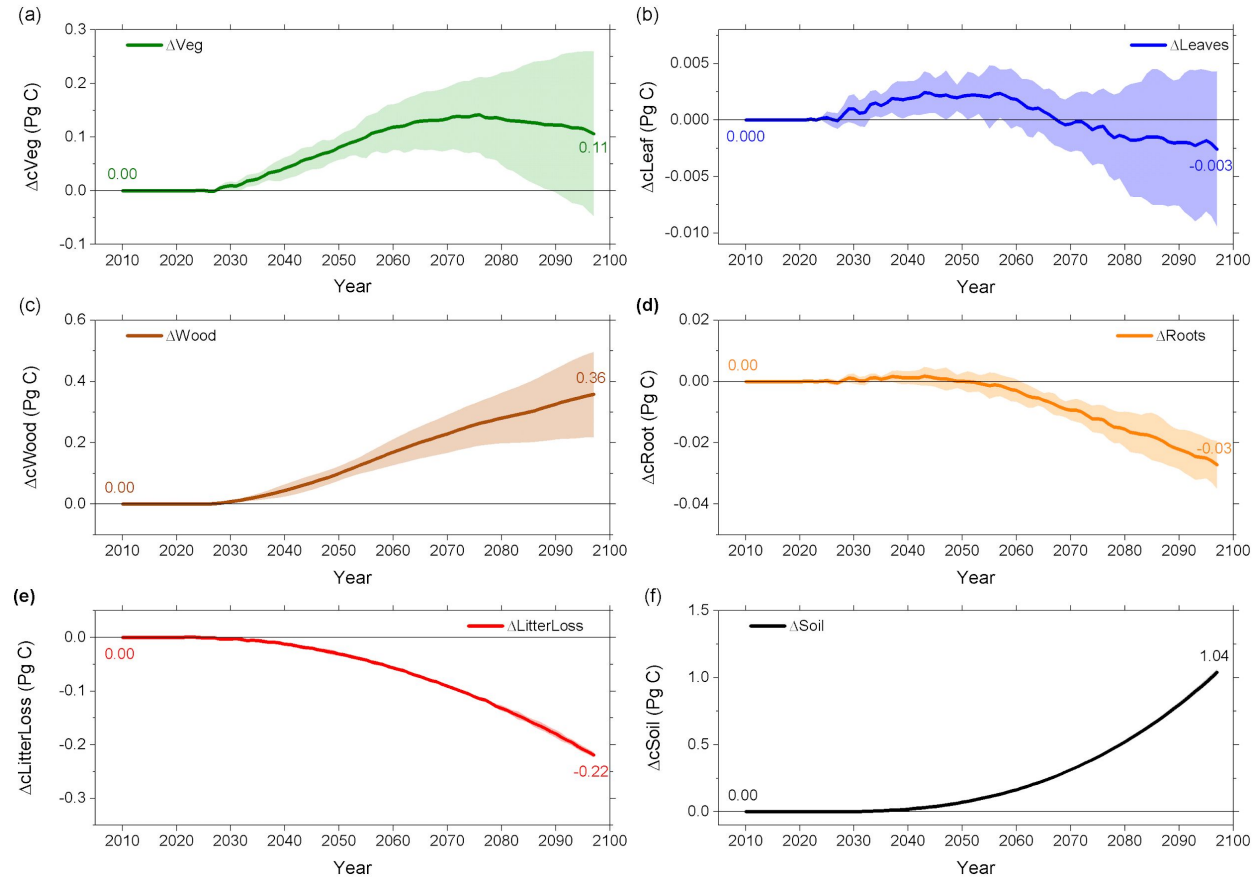 (a)
ΔVeg
0.3
0.2
0.1
0.0
-0.1
ΔcVeg (Pg C)
0.00
0.11
2010 2020 2030 2040 2050 2060 2070 2080 2090 2100
Year
(b)
ΔLeaves
0.005
0.000
-0.005
-0.010
ΔcLeaf (Pg C)
0.000
-0.003
2010 2020 2030 2040 2050 2060 2070 2080 2090 2100
Year
(c)
ΔWood
0.6
0.4
0.2
0.0
ΔcWood (Pg C)
0.00
0.36
2010 2020 2030 2040 2050 2060 2070 2080 2090 2100
Year
(d)
ΔRoots
0.02
0.00
-0.02
-0.04
ΔcRoot (Pg C)
0.00
-0.03
2010 2020 2030 2040 2050 2060 2070 2080 2090 2100
Year
(e)
ΔLitterLoss
0.0
-0.1
-0.2
-0.3
ΔcLitterLoss (Pg C)
0.00
-0.22
2010 2020 2030 2040 2050 2060 2070 2080 2090 2100
Year
(f)
ΔSoil
1.5
1.0
0.5
0.0
ΔcSoil (Pg C)
0.00
1.04
2010 2020 2030 2040 2050 2060 2070 2080 2090 2100
Year